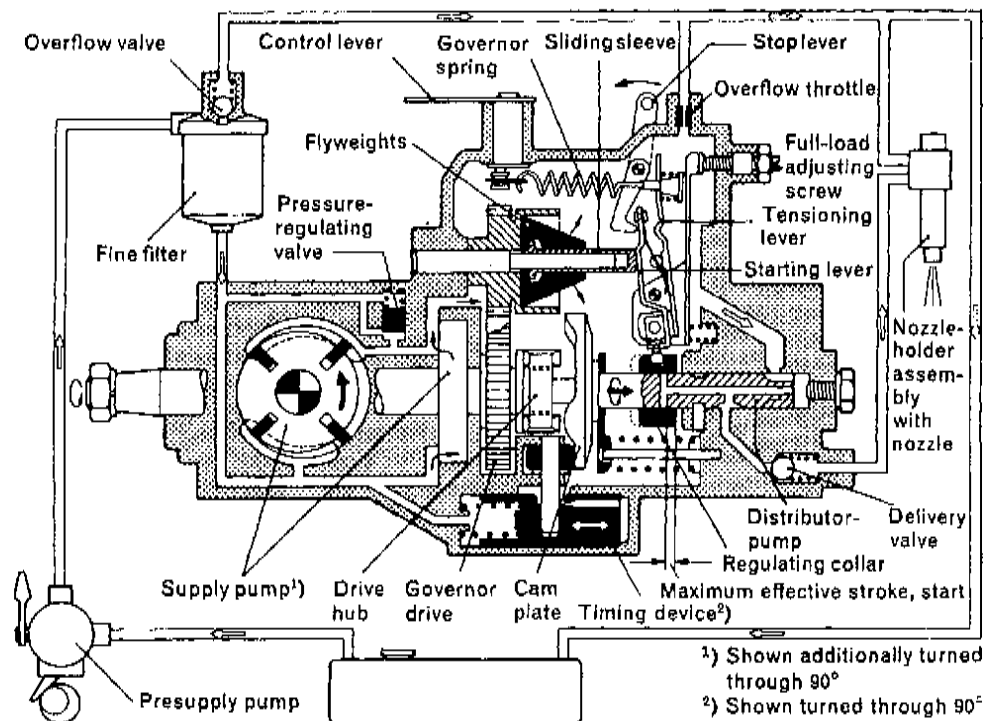 Overflow valve
Control lever
Governor
spring
Sliding sleeve
Stop lever
Overflow throttle
Flyweights
Full-load
adjusting
screw
Pressure-
regulating
valve
Tensioning
lever
Fine filter
Starting lever
Nozzle-
holder
assem-
bly
with
nozzle
Distributor-
pump
Delivery
valve
Regulating collar
Supply pump¹)
Drive
hub
Governor
drive
Cam
plate
Maximum effective stroke, start
Timing device²)
Presupply pump
¹) Shown additionally turned
through 90°
²) Shown turned through 90°